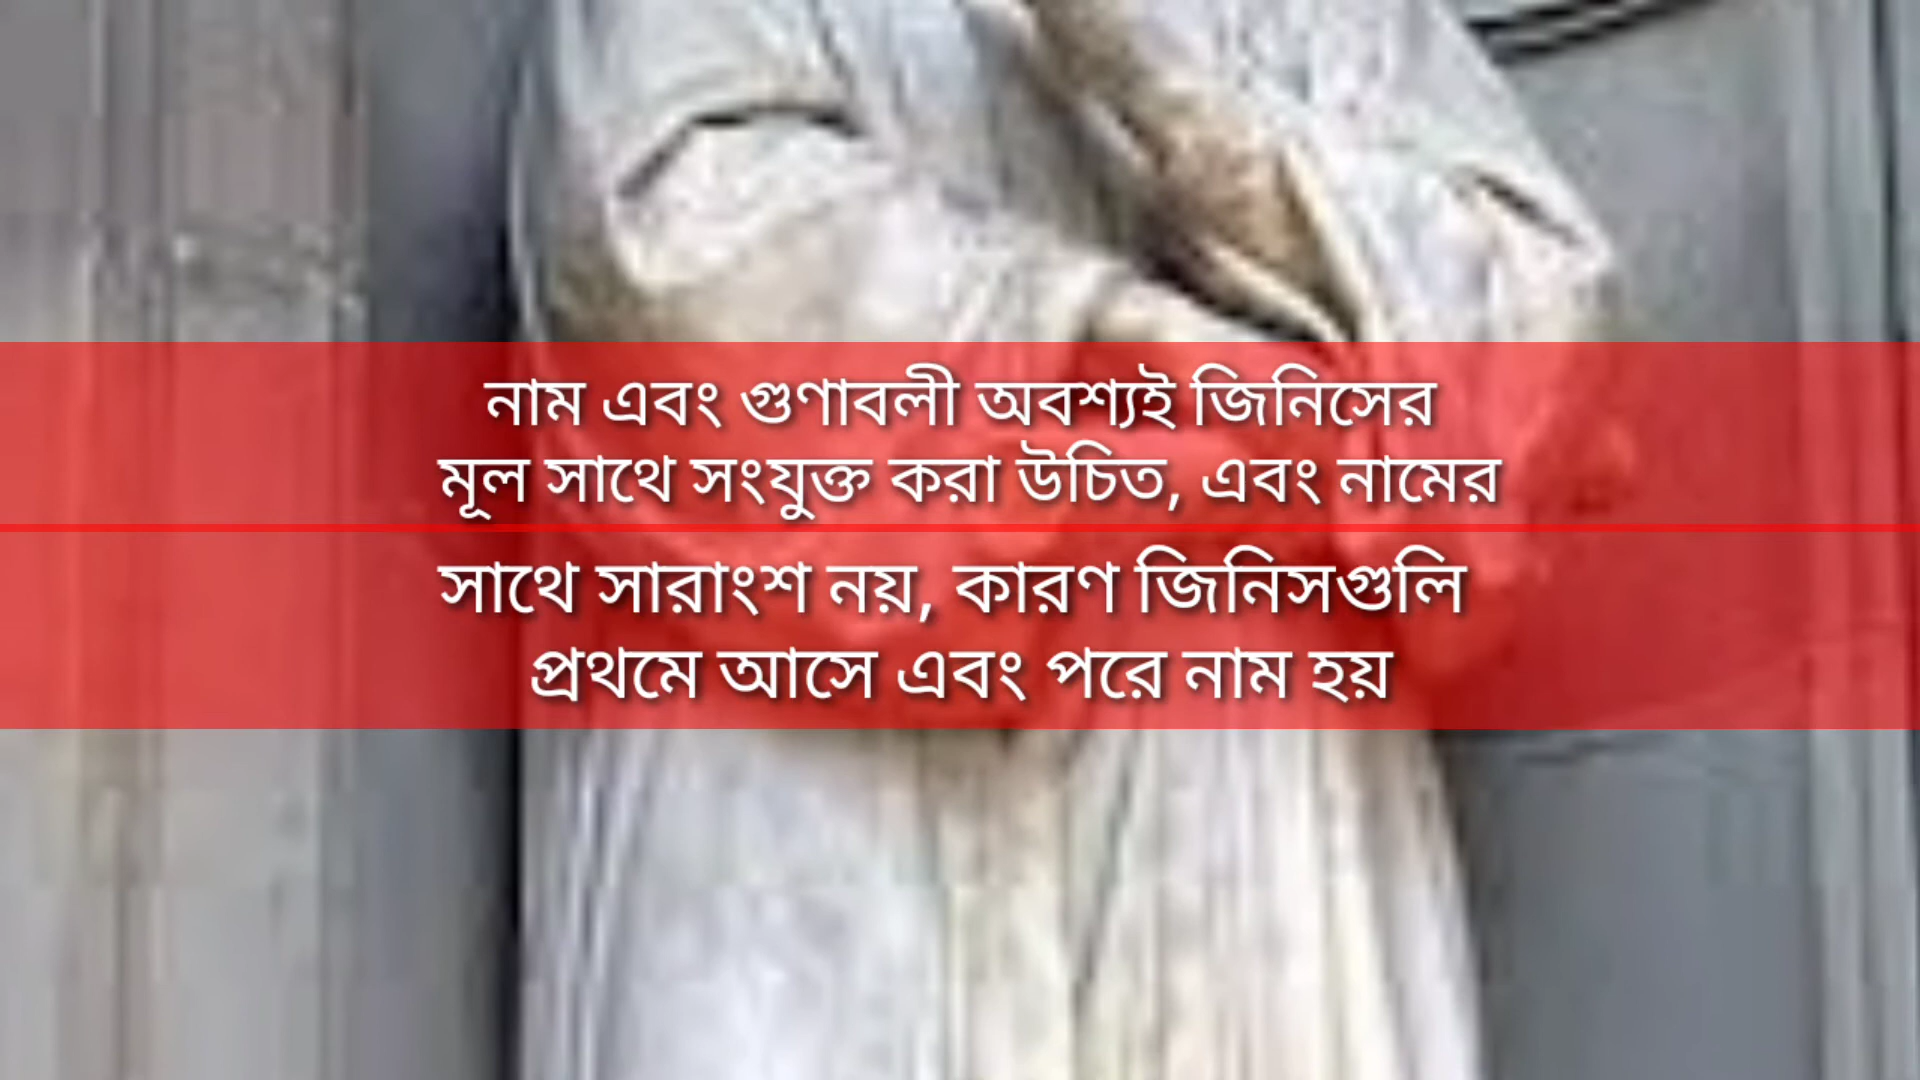 নাম এবং গুণাবলী অবশ্যই জিনিসের
মূল সাথে সংযুক্ত করা উচিত, এবং নামের
সাথে সারাংশ নয়, কারণ জিনিসগুলি
প্রথমে আসে এবং পরে নাম হয়